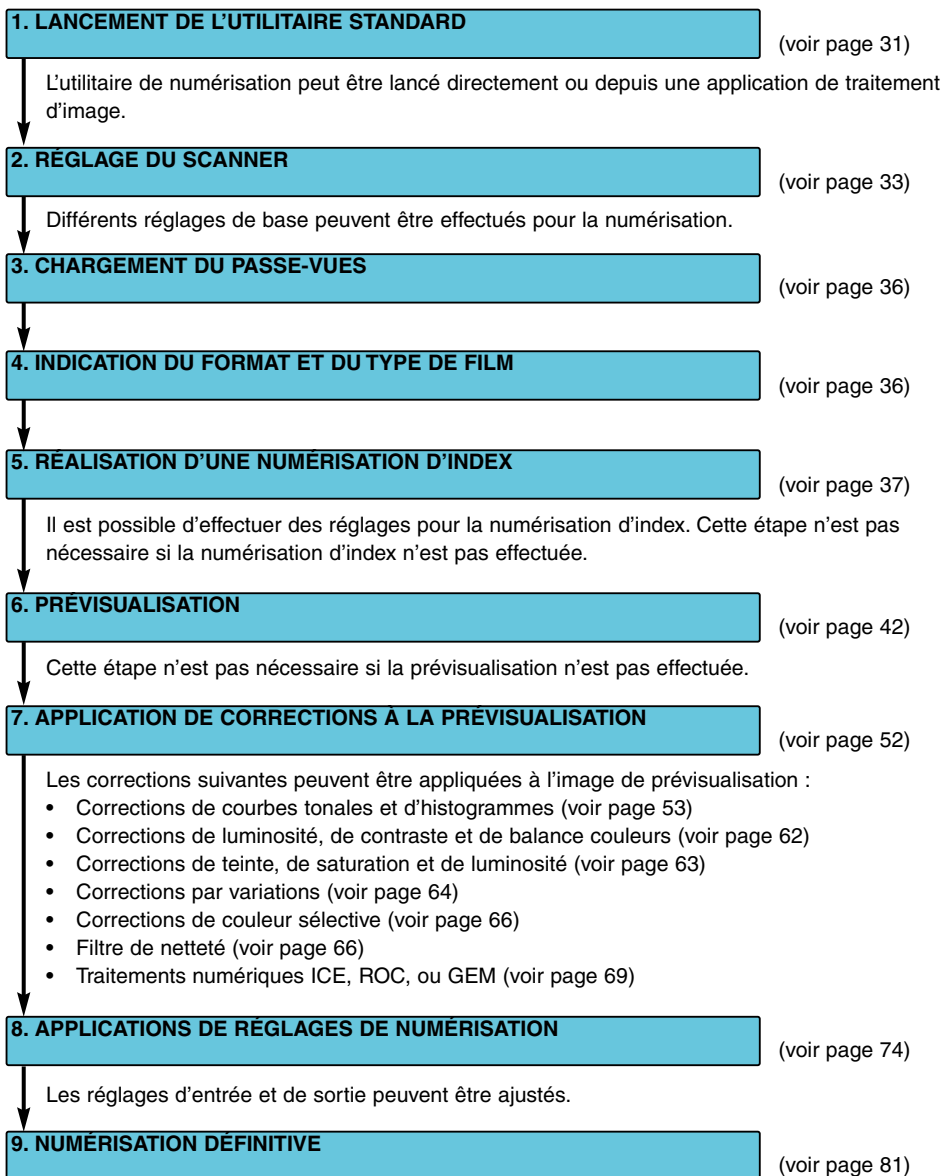 1. LANCEMENT DE L'UTILITAIRE STANDARD
(voir page 31)
L'utilitaire de numérisation peut être lancé directement ou depuis une application de traitement
d'image.
2. RÉGLAGE DU SCANNER
(voir page 33)
Différents réglages de base peuvent être effectués pour la numérisation.
3. CHARGEMENT DU PASSE-VUES
(voir page 36)
4. INDICATION DU FORMAT ET DU TYPE DE FILM
(voir page 36)
5. RÉALISATION D'UNE NUMÉRISATION D'INDEX
(voir page 37)
Il est possible d'effectuer des réglages pour la numérisation d'index. Cette étape n'est pas
nécessaire si la numérisation d'index n'est pas effectuée.
6. PRÉVISUALISATION
(voir page 42)
Cette étape n'est pas nécessaire si la prévisualisation n'est pas effectuée.
7. APPLICATION DE CORRECTIONS À LA PRÉVISUALISATION
(voir page 52)
Les corrections suivantes peuvent être appliquées à l'image de prévisualisation :
• Corrections de courbes tonales et d'histogrammes (voir page 53)
• Corrections de luminosité, de contraste et de balance couleurs (voir page 62)
• Corrections de teinte, de saturation et de luminosité (voir page 63)
• Corrections par variations (voir page 64)
• Corrections de couleur sélective (voir page 66)
• Filtre de netteté (voir page 66)
• Traitements numériques ICE, ROC, ou GEM (voir page 69)
8. APPLICATIONS DE RÉGLAGES DE NUMÉRISATION
(voir page 74)
Les réglages d'entrée et de sortie peuvent être ajustés.
9. NUMÉRISATION DÉFINITIVE
(voir page 81)